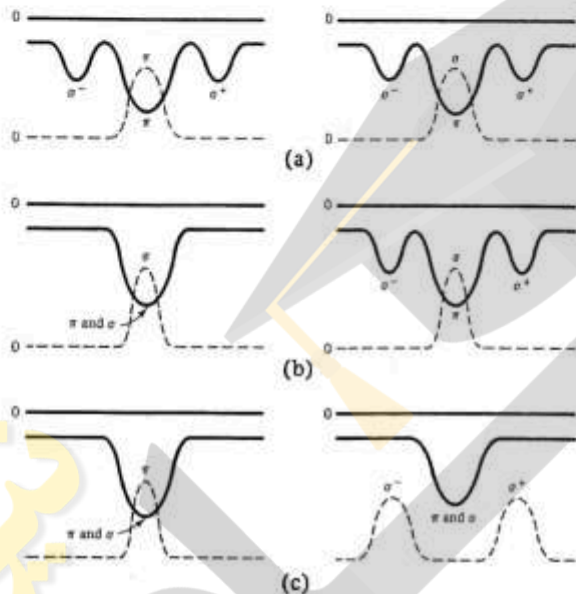 0 0
π σ
σ⁻ σ⁺ σ⁻ σ⁺
π π
0 0
(a)
0 0
π σ
σ⁻ σ⁺
π and σ π
0 0
(b)
0 0
π σ⁻ σ⁺
π and σ π and σ
(c)